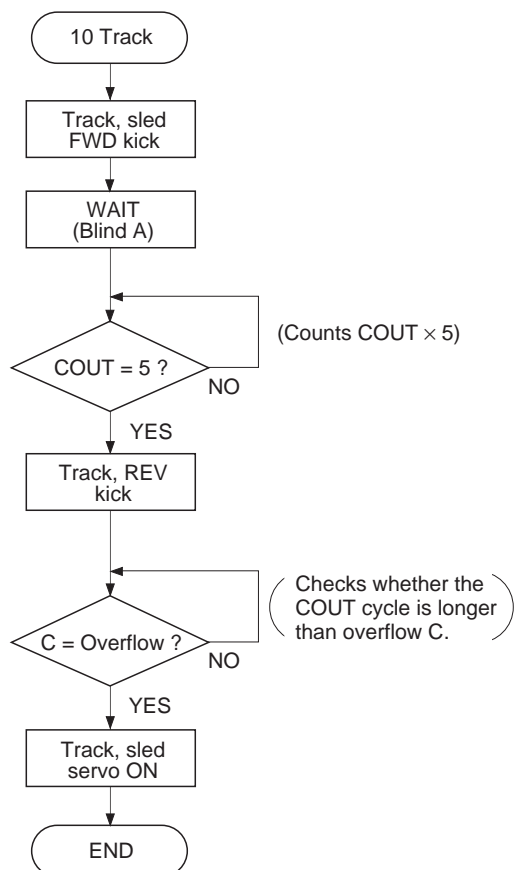 10 Track
Track, sled
FWD kick
WAIT
(Blind A)
(Counts COUT × 5)
COUT = 5 ?
NO
YES
Track, REV
kick
(Checks whether the
COUT cycle is longer
than overflow C.)
C = Overflow ?
NO
YES
Track, sled
servo ON
END